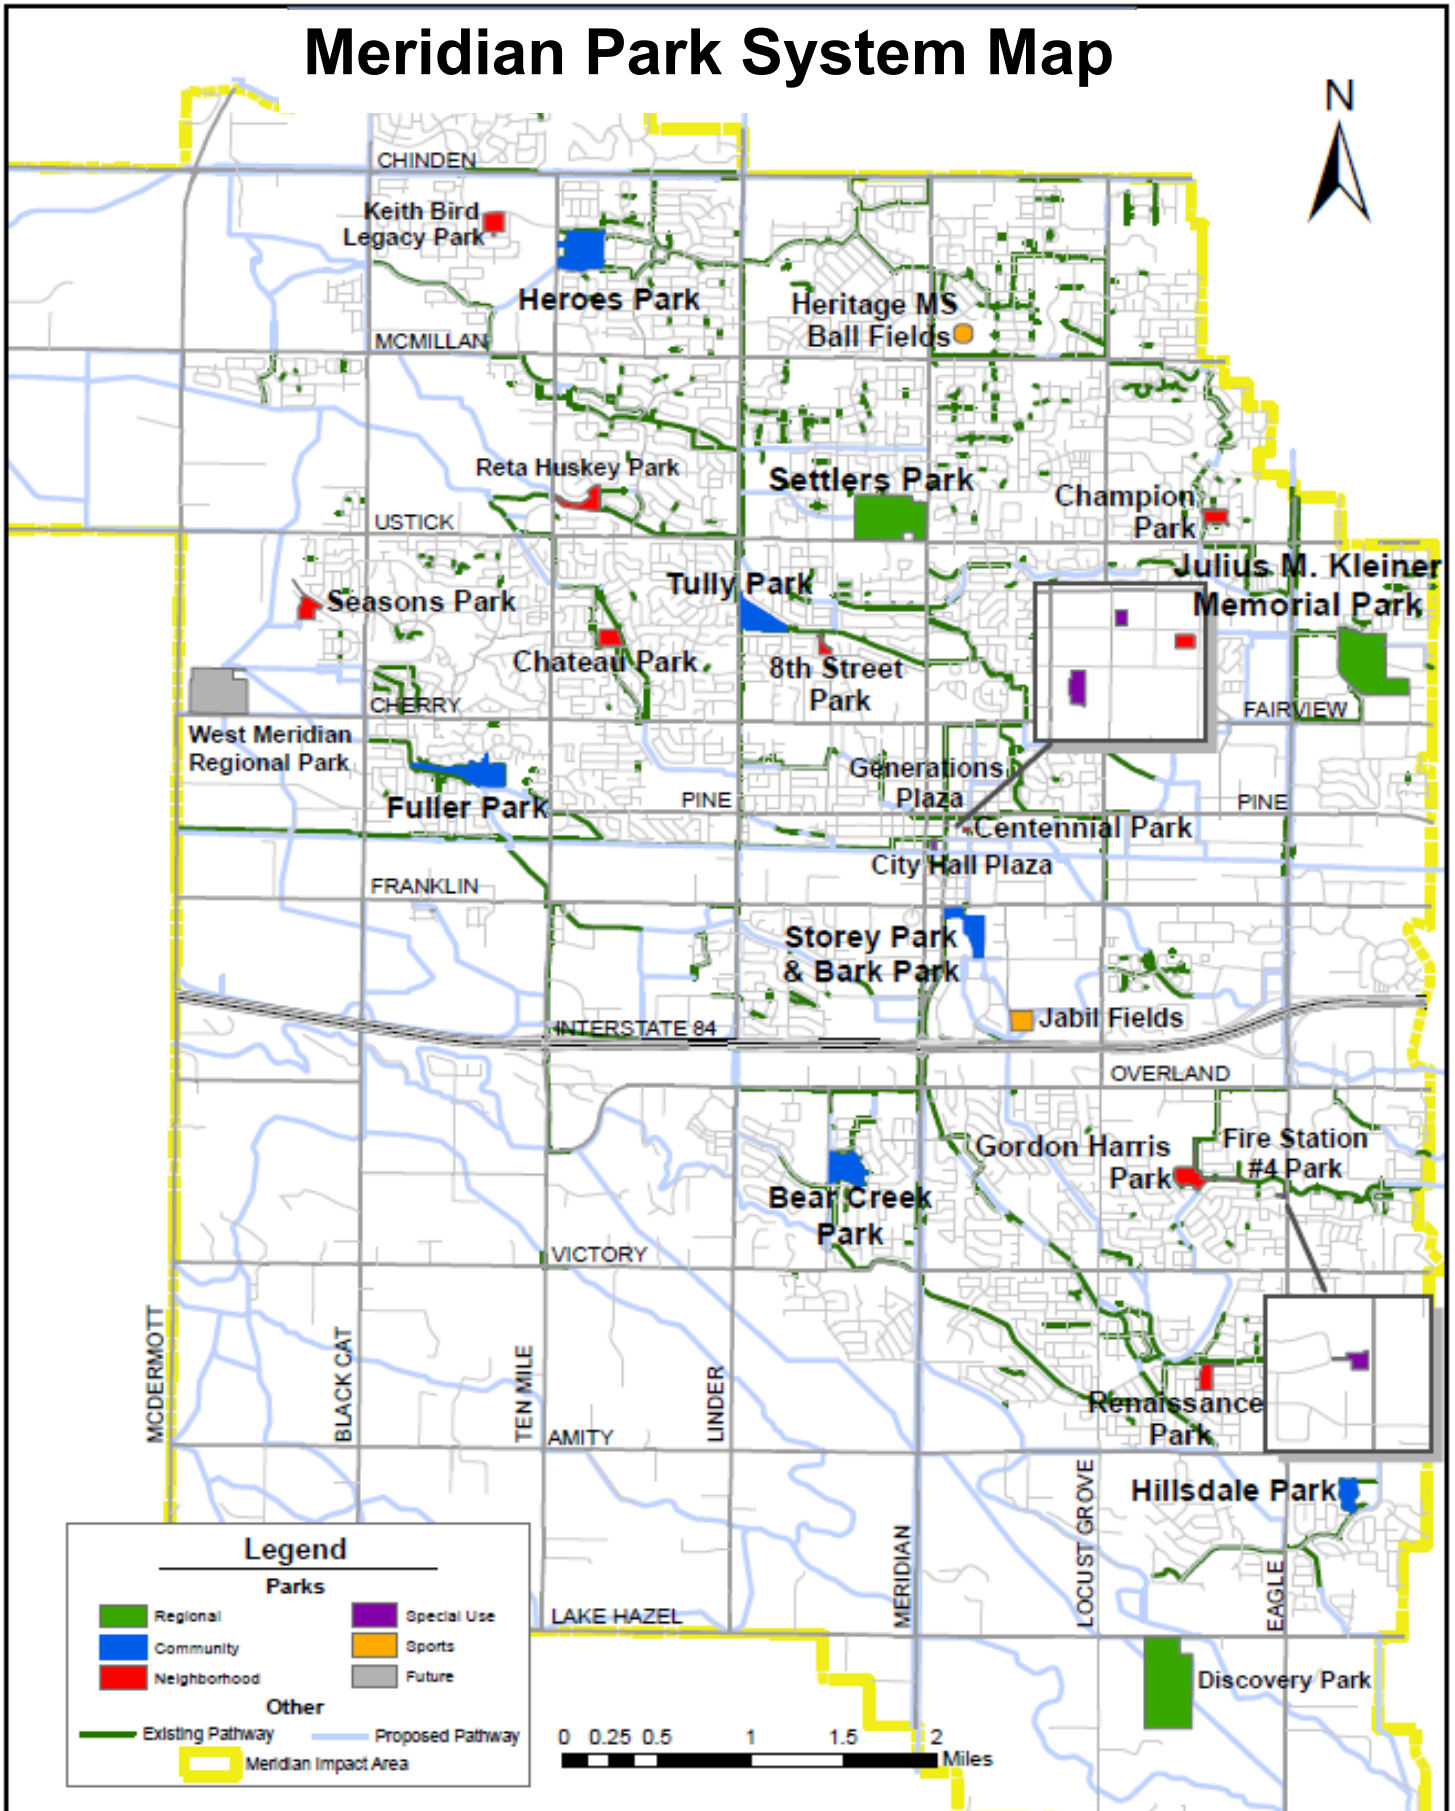 Meridian Park System Map
N
CHINDEN
Keith Bird
Legacy Park
Heroes Park
Heritage MS
Ball Fields
MCMILLAN
Reta Huskey Park
Settlers Park
Champion
Park
USTICK
Julius M. Kleiner
Memorial Park
Tully Park
Seasons Park
Chateau Park
8th Street
Park
CHERRY
FAIRVIEW
West Meridian
Regional Park
Generations
Plaza
Fuller Park
PINE
PINE
Centennial Park
City Hall Plaza
FRANKLIN
Storey Park
& Bark Park
Jabil Fields
INTERSTATE 84
OVERLAND
Gordon Harris
Park
Fire Station
#4 Park
Bear Creek
Park
VICTORY
MCDERMOTT
BLACK CAT
TEN MILE
LINDER
Renaissance
Park
AMITY
Hillsdale Park
MERIDIAN
LOCUST GROVE
EAGLE
LAKE HAZEL
Discovery Park
Legend
Parks
Regional
Special Use
Community
Sports
Neighborhood
Future
Other
Existing Pathway
Proposed Pathway
Meridian Impact Area
0 0.25 0.5 1 1.5 2
Miles